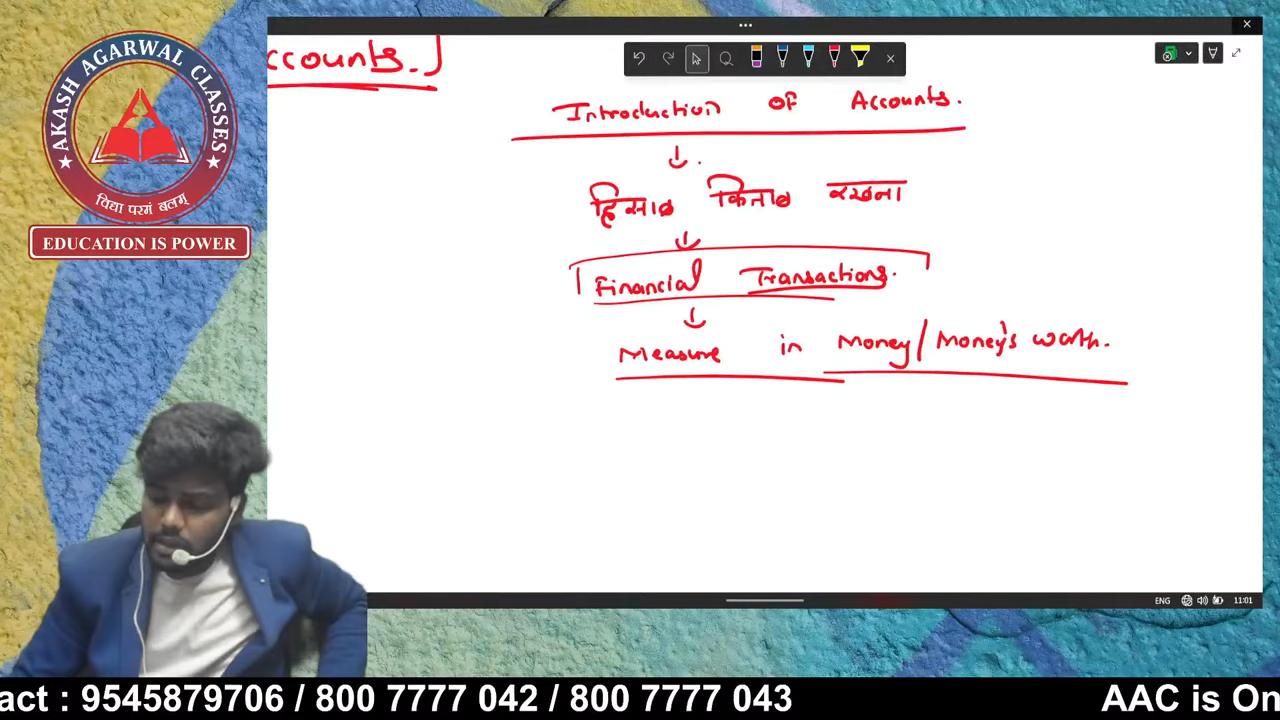 AKASH AGARWAL CLASSES
विद्या परमं बलम्
EDUCATION IS POWER
ccounts.]
Introduction of Accounts.
हिसाब किताब रखना
Financial Transactions.
Measure in Money/Money's worth.
ENG 11:01
act : 9545879706 / 800 7777 042 / 800 7777 043
AAC is On